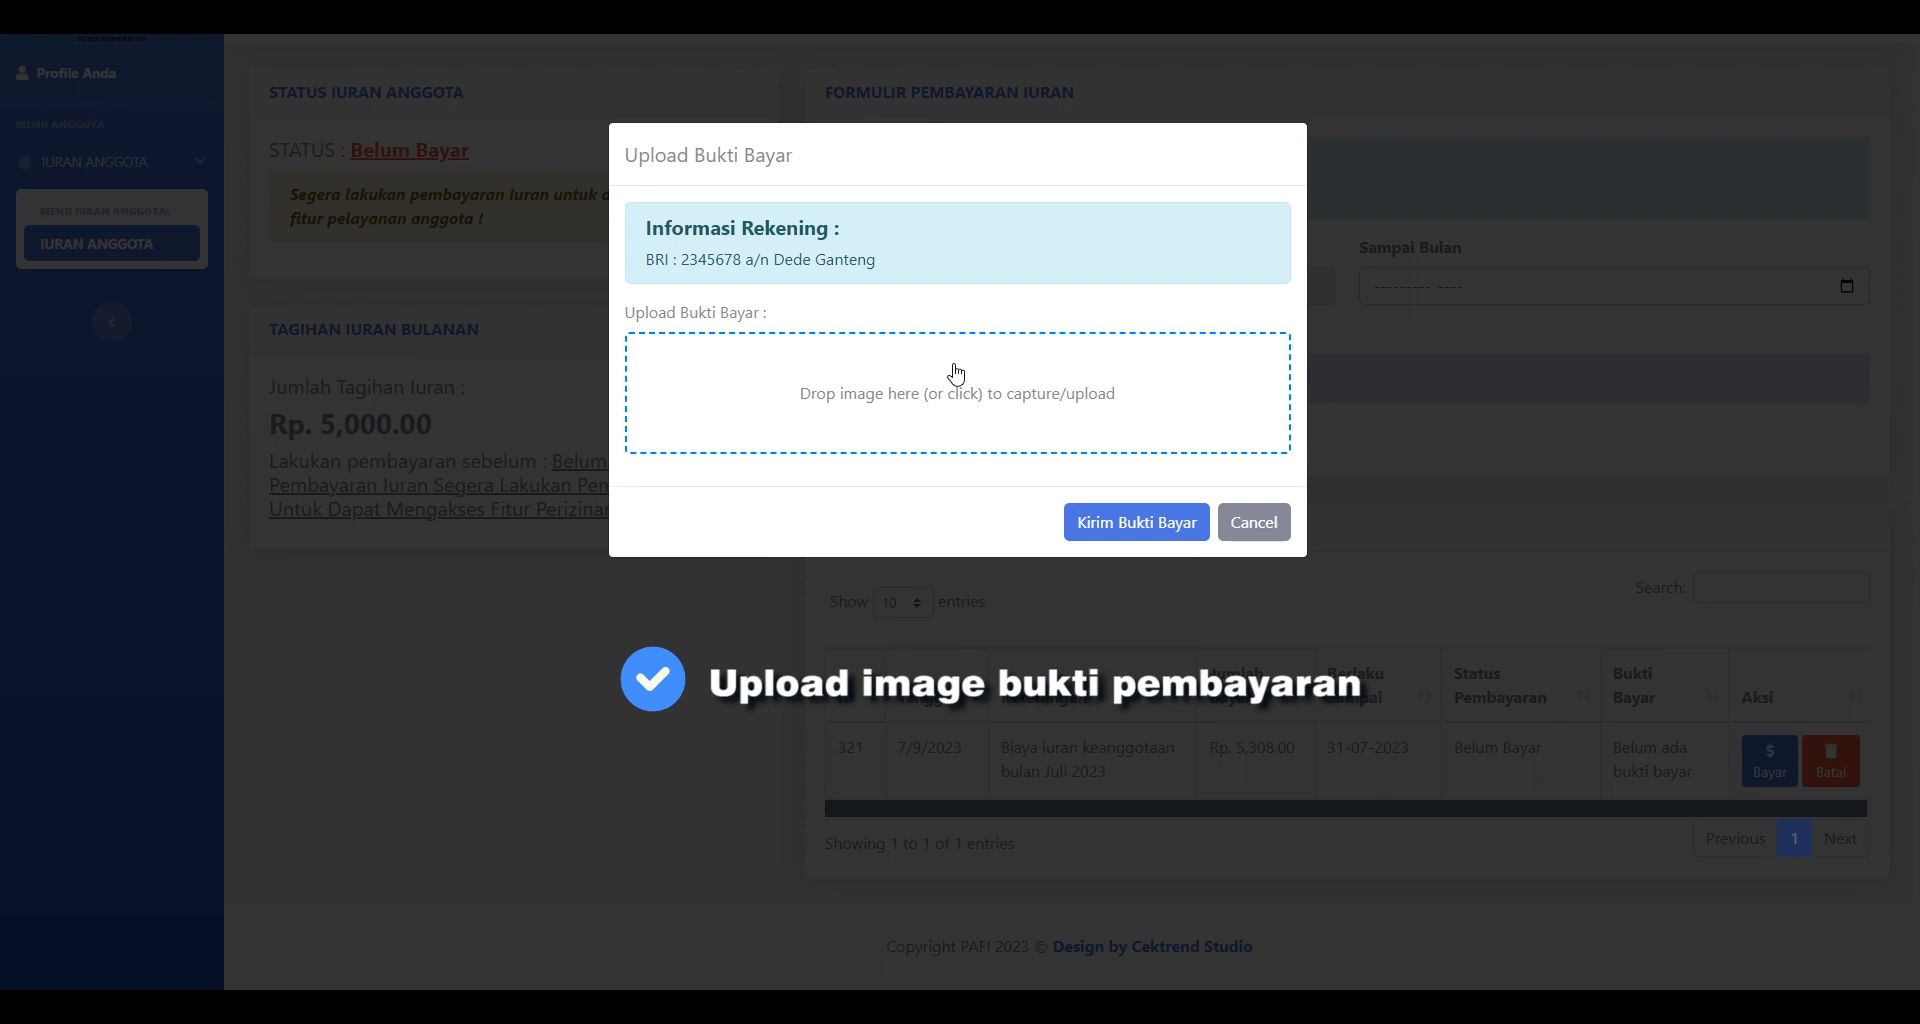 Profile Anda
MENU ANGGOTA
IURAN ANGGOTA
MENU IURAN ANGGOTA:
IURAN ANGGOTA
STATUS IURAN ANGGOTA
STATUS : Belum Bayar
Segera lakukan pembayaran Iuran untuk
fitur pelayanan anggota !
TAGIHAN IURAN BULANAN
Jumlah Tagihan Iuran :
Rp. 5,000.00
Lakukan pembayaran sebelum : Belum
Pembayaran Iuran Segera Lakukan
Untuk Dapat Mengakses Fitur
FORMULIR PEMBAYARAN IURAN
Sampai Bulan
--------- ----
Upload Bukti Bayar
Informasi Rekening :
BRI : 2345678 a/n Dede Ganteng
Upload Bukti Bayar :
Drop image here (or click) to capture/upload
Kirim Bukti Bayar
Cancel
Show 10 entries
Search:
Upload image bukti pembayaran
Status
Pembayaran
Bukti
Bayar
Aksi
321
7/9/2023
Biaya iuran keanggotaan
bulan Juli 2023
Rp. 5,308.00
31-07-2023
Belum Bayar
Belum ada
bukti bayar
$
Bayar
Batal
Showing 1 to 1 of 1 entries
Previous 1 Next
Copyright PAFI 2023 © Design by Cektrend Studio